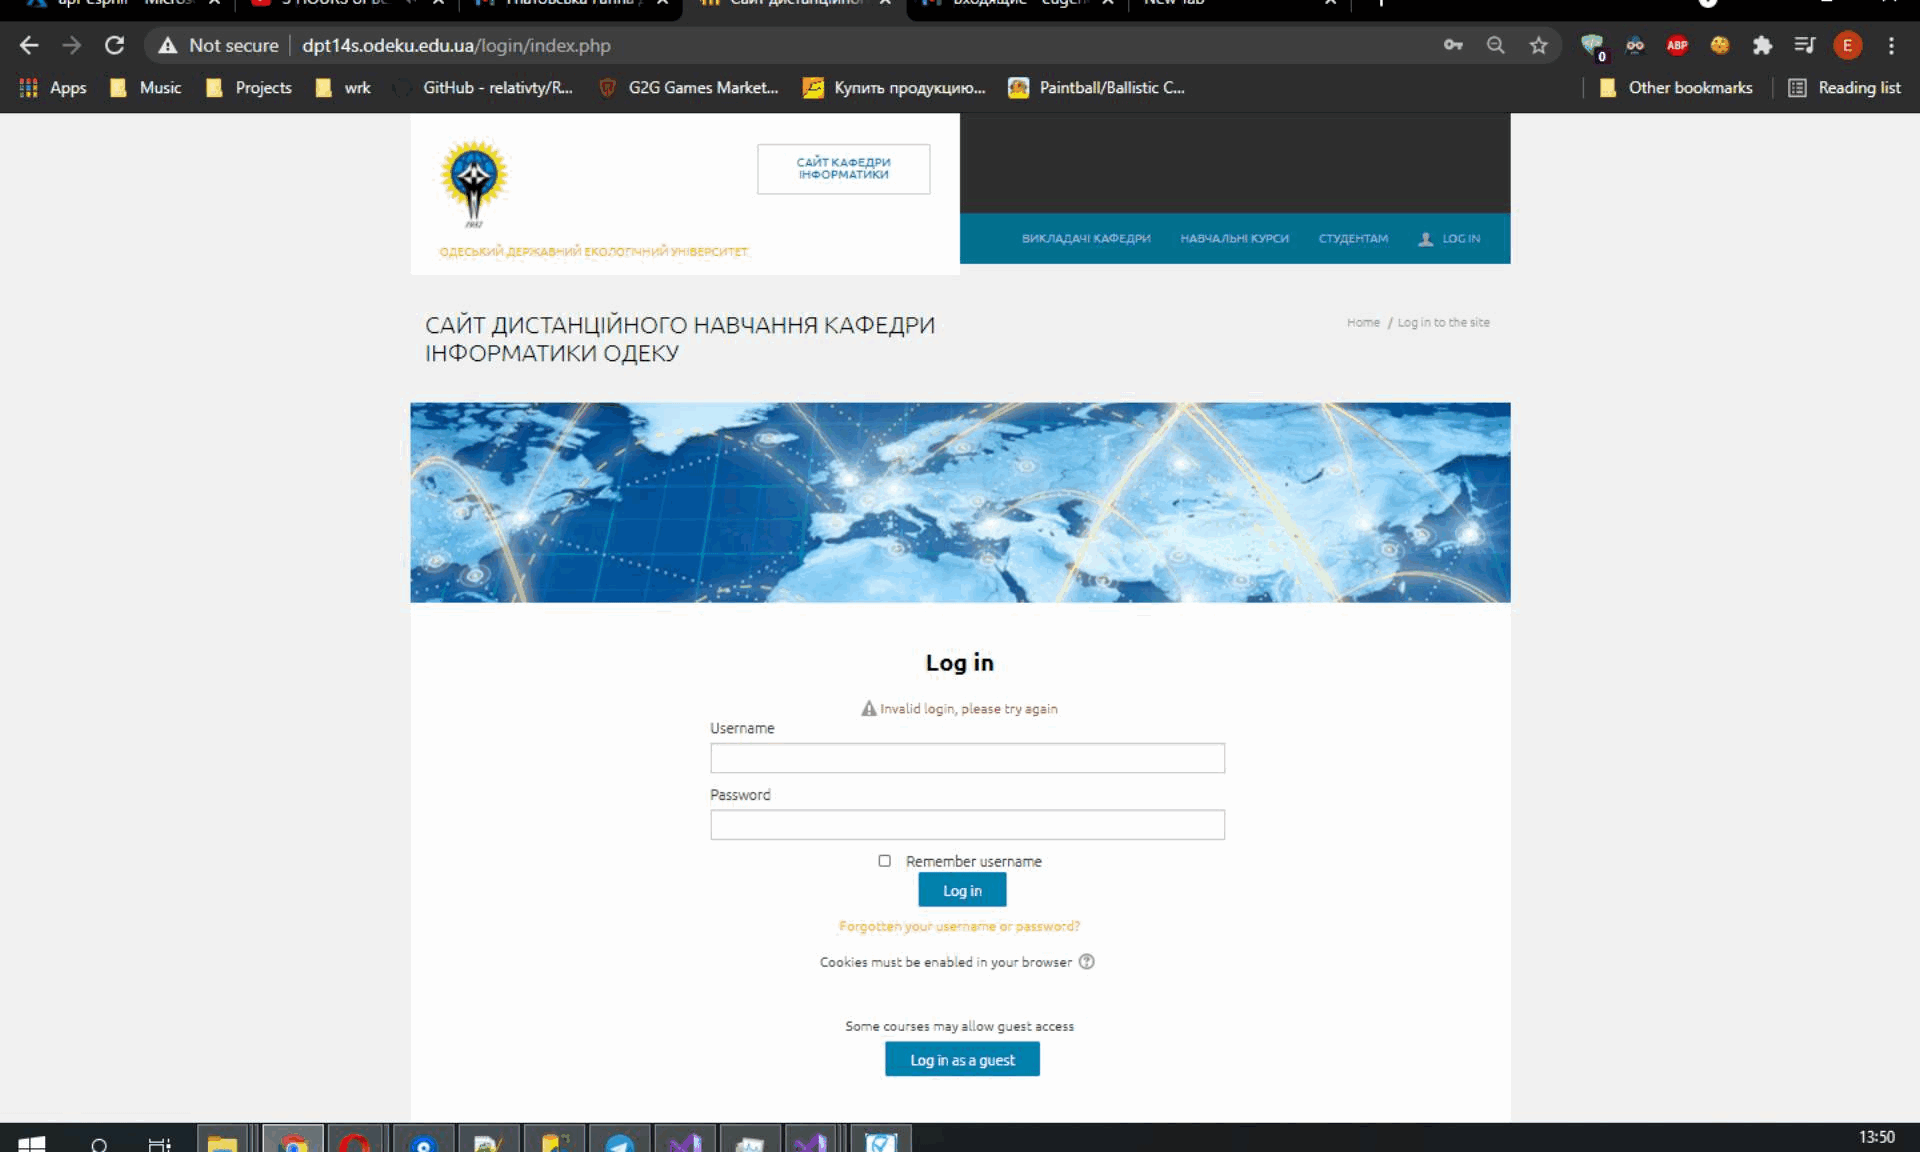 Not secure dpt14s.odeku.edu.ua/login/index.php
0 ABP E
Apps Music Projects wrk GitHub - relativty/R... G2G Games Market... Купить продукцию... Paintball/Ballistic C... Other bookmarks Reading list
САЙТ КАФЕДРИ
ІНФОРМАТИКИ
1932
ОДЕСЬКИЙ ДЕРЖАВНИЙ ЕКОЛОГІЧНИЙ УНІВЕРСИТЕТ
ВИКЛАДАЧІ КАФЕДРИ НАВЧАЛЬНІ КУРСИ СТУДЕНТАМ LOG IN
САЙТ ДИСТАНЦІЙНОГО НАВЧАННЯ КАФЕДРИ
ІНФОРМАТИКИ ОДЕКУ
Home / Log in to the site
Log in
Invalid login, please try again
Username
Password
Remember username
Log in
Forgotten your username or password?
Cookies must be enabled in your browser
Some courses may allow guest access
Log in as a guest
13:50